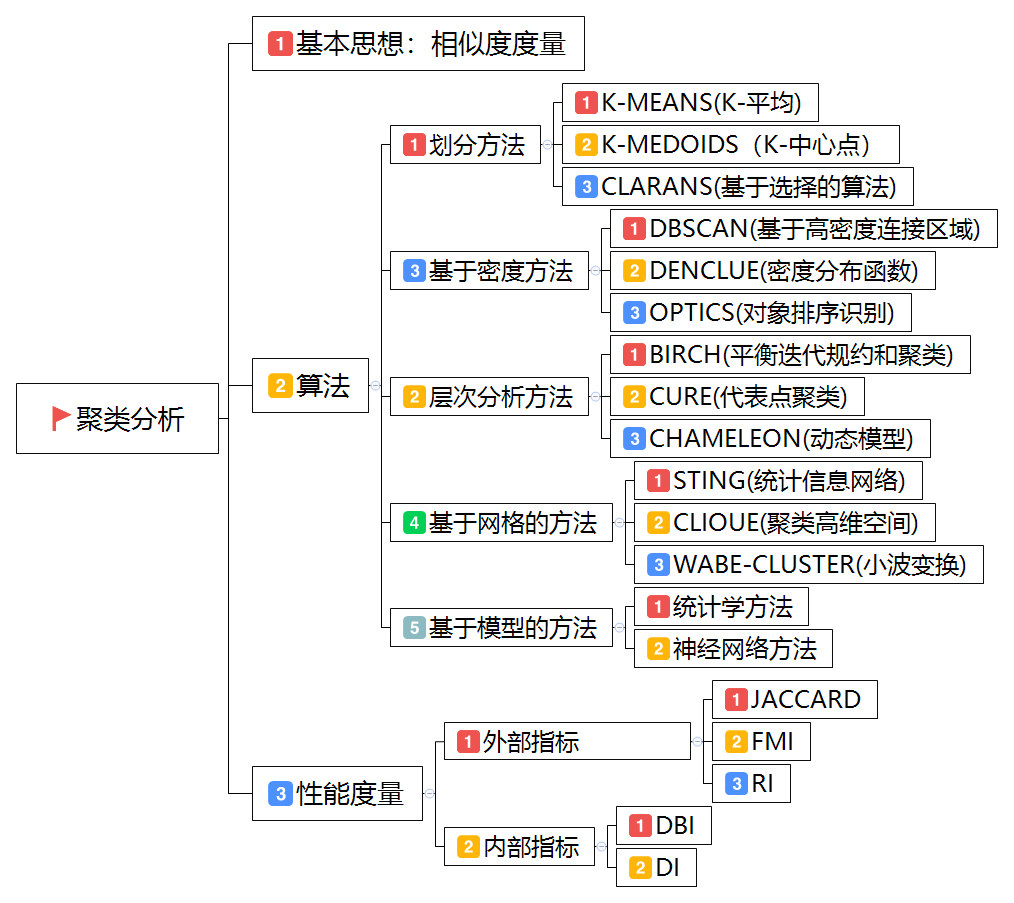 聚类分析
1 基本思想：相似度度量
2 算法
1 划分方法
1 K-MEANS(K-平均)
2 K-MEDOIDS（K-中心点）
3 CLARANS(基于选择的算法)
3 基于密度方法
1 DBSCAN(基于高密度连接区域)
2 DENCLUE(密度分布函数)
3 OPTICS(对象排序识别)
2 层次分析方法
1 BIRCH(平衡迭代规约和聚类)
2 CURE(代表点聚类)
3 CHAMELEON(动态模型)
4 基于网格的方法
1 STING(统计信息网络)
2 CLIOUE(聚类高维空间)
3 WABE-CLUSTER(小波变换)
5 基于模型的方法
1 统计学方法
2 神经网络方法
3 性能度量
1 外部指标
1 JACCARD
2 FMI
3 RI
2 内部指标
1 DBI
2 DI